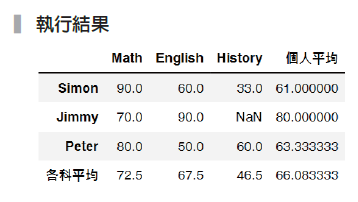 執行結果
Math English History 個人平均
Simon 90.0 60.0 33.0 61.000000
Jimmy 70.0 90.0 NaN 80.000000
Peter 80.0 50.0 60.0 63.333333
各科平均 72.5 67.5 46.5 66.083333